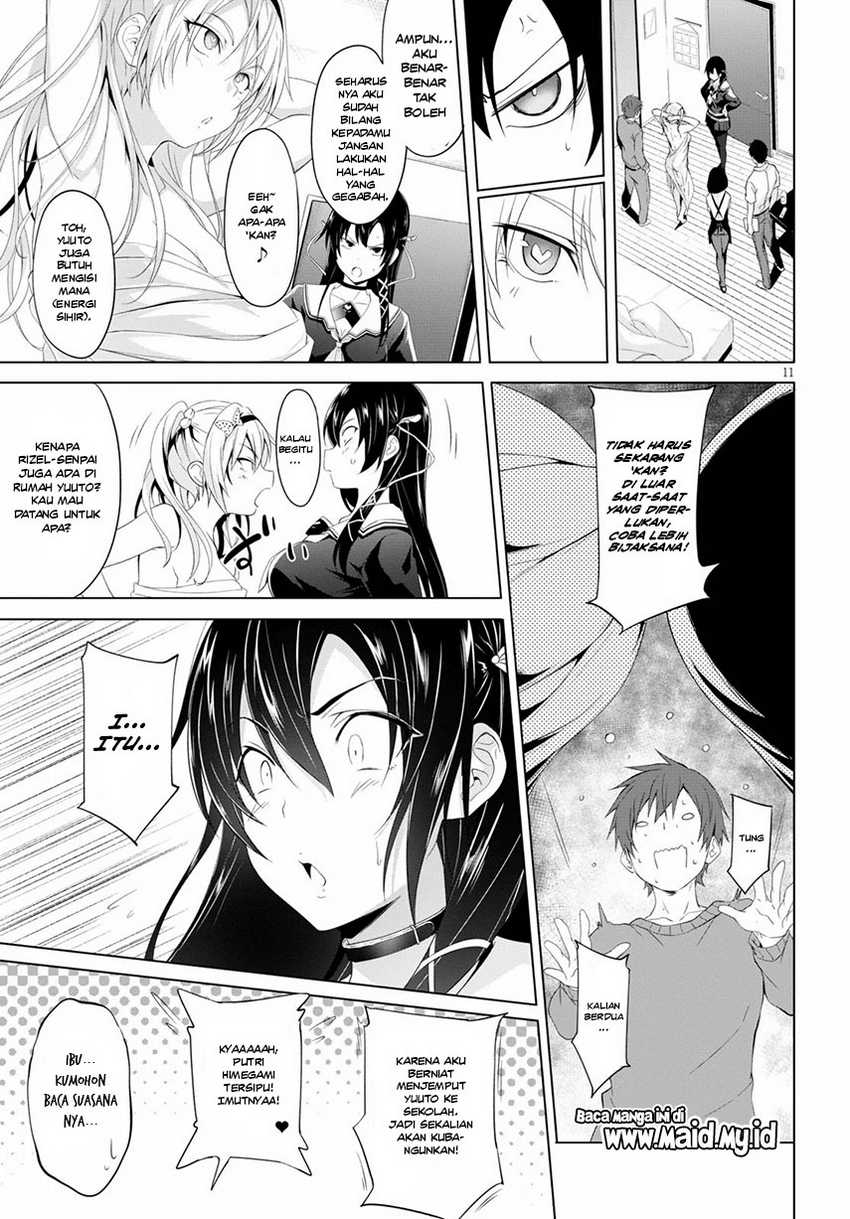 AMPUN...
AKU
BENAR-
BENAR
TAK
BOLEH
SEHARUS
NYA AKU
SUDAH
BILANG
KEPADAMU
JANGAN
LAKUKAN
HAL-HAL
YANG
GEGABAH.
EEH~
GAK
APA-APA
'KAN?
♪
TOH,
YUUTO
JUGA
BUTUH
MENGISI
MANA
(ENERGI
SIHIR).
11
TIDAK HARUS
SEKARANG
'KAN?
DI LUAR
SAAT-SAAT
YANG DIPER-
LUKAN,
COBA LEBIH
BIJAKSANA!
TUNG
...
KALIAN
BERDUA
...
KALAU
BEGITU
...
KENAPA
RIZEL-SENPAI
JUGA ADA DI
RUMAH YUUTO?
KAU MAU
DATANG UNTUK
APA?
I...
ITU...
KARENA AKU
BERNIAT
MENJEMPUT
YUUTO KE
SEKOLAH.
JADI SEKALIAN
AKAN KUBA-
NGUNKAN!
KYAAAAAH,
PUTRI
HIMEGAMI
TERSIPU!
IMUTNYAA!
♥
IBU...
KUMOHON
BACA SUASANA
NYA...
Baca Manga ini di
www.Maid.My.id